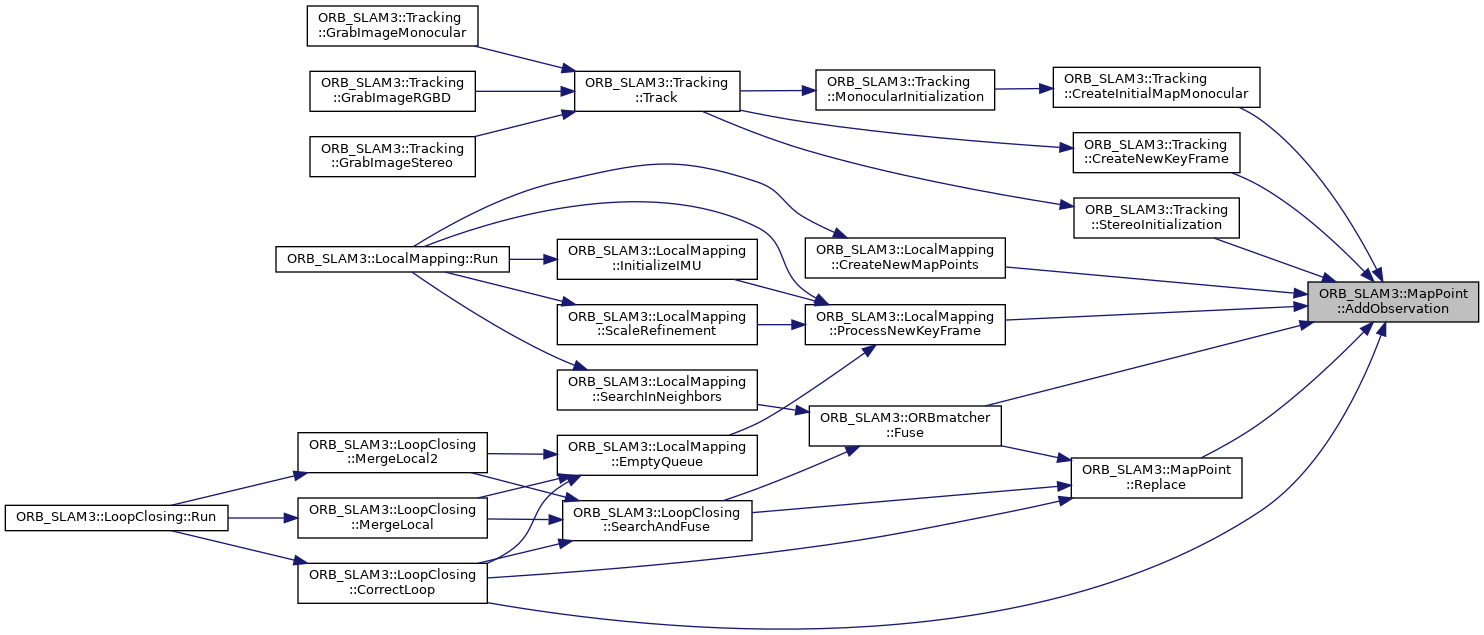 ORB_SLAM3::Tracking
::GrabImageMonocular
ORB_SLAM3::Tracking
::GrabImageRGBD
ORB_SLAM3::Tracking
::GrabImageStereo
ORB_SLAM3::Tracking
::Track
ORB_SLAM3::Tracking
::MonocularInitialization
ORB_SLAM3::Tracking
::CreateInitialMapMonocular
ORB_SLAM3::Tracking
::CreateNewKeyFrame
ORB_SLAM3::Tracking
::StereoInitialization
ORB_SLAM3::LocalMapping::Run
ORB_SLAM3::LocalMapping
::InitializeIMU
ORB_SLAM3::LocalMapping
::CreateNewMapPoints
ORB_SLAM3::MapPoint
::AddObservation
ORB_SLAM3::LocalMapping
::ScaleRefinement
ORB_SLAM3::LocalMapping
::ProcessNewKeyFrame
ORB_SLAM3::LocalMapping
::SearchInNeighbors
ORB_SLAM3::ORBmatcher
::Fuse
ORB_SLAM3::LoopClosing
::MergeLocal2
ORB_SLAM3::LocalMapping
::EmptyQueue
ORB_SLAM3::MapPoint
::Replace
ORB_SLAM3::LoopClosing::Run
ORB_SLAM3::LoopClosing
::MergeLocal
ORB_SLAM3::LoopClosing
::SearchAndFuse
ORB_SLAM3::LoopClosing
::CorrectLoop